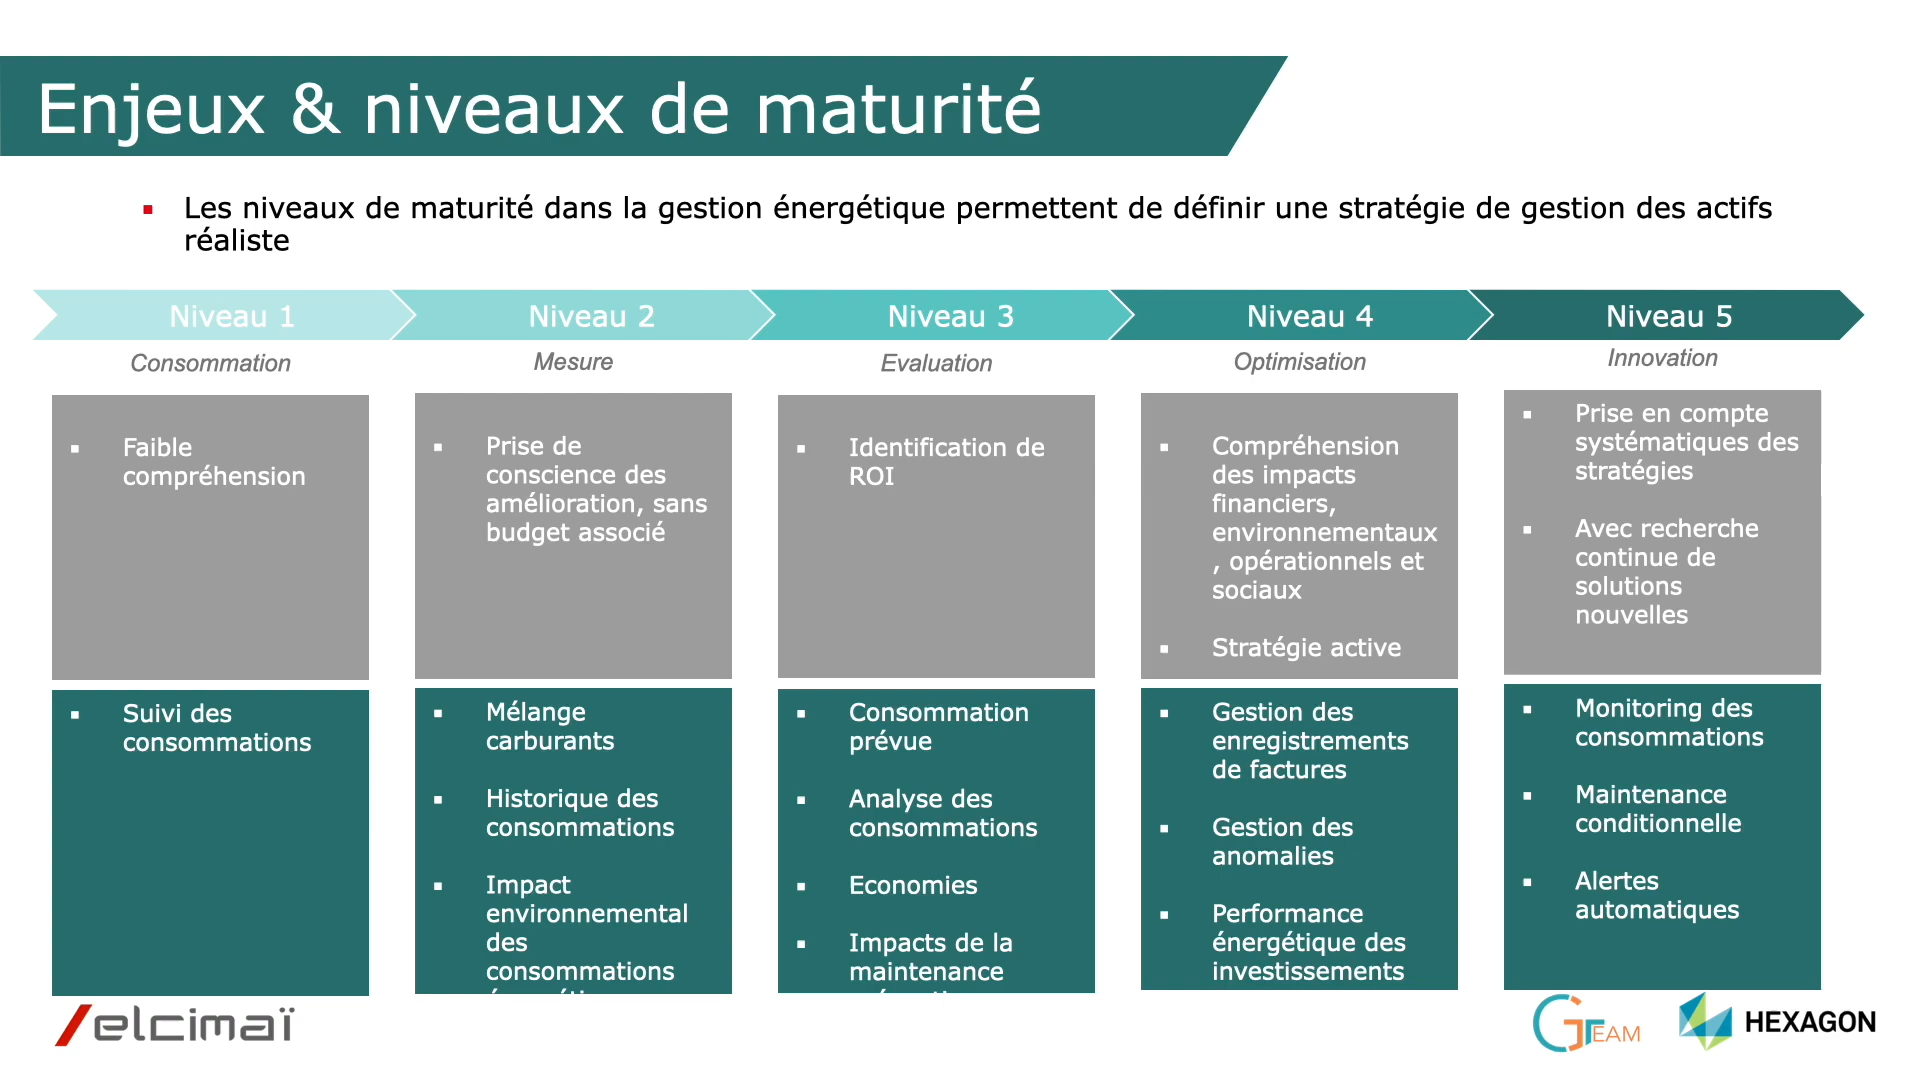 Enjeux & niveaux de maturité
▪ Les niveaux de maturité dans la gestion énergétique permettent de définir une stratégie de gestion des actifs
réaliste
Niveau 1
Niveau 2
Niveau 3
Niveau 4
Niveau 5
Consommation
Mesure
Evaluation
Optimisation
Innovation
▪ Faible
compréhension
▪ Prise de
conscience des
amélioration, sans
budget associé
▪ Identification de
ROI
▪ Compréhension
des impacts
financiers,
environnementaux
, opérationnels et
sociaux
▪ Stratégie active
▪ Prise en compte
systématiques des
stratégies
▪ Avec recherche
continue de
solutions
nouvelles
▪ Suivi des
consommations
▪ Mélange
carburants
▪ Historique des
consommations
▪ Impact
environnemental
des
consommations
▪ Consommation
prévue
▪ Analyse des
consommations
▪ Economies
▪ Impacts de la
maintenance
▪ Gestion des
enregistrements
de factures
▪ Gestion des
anomalies
▪ Performance
énergétique des
investissements
▪ Monitoring des
consommations
▪ Maintenance
conditionnelle
▪ Alertes
automatiques
elcimaï
GTEAM
HEXAGON